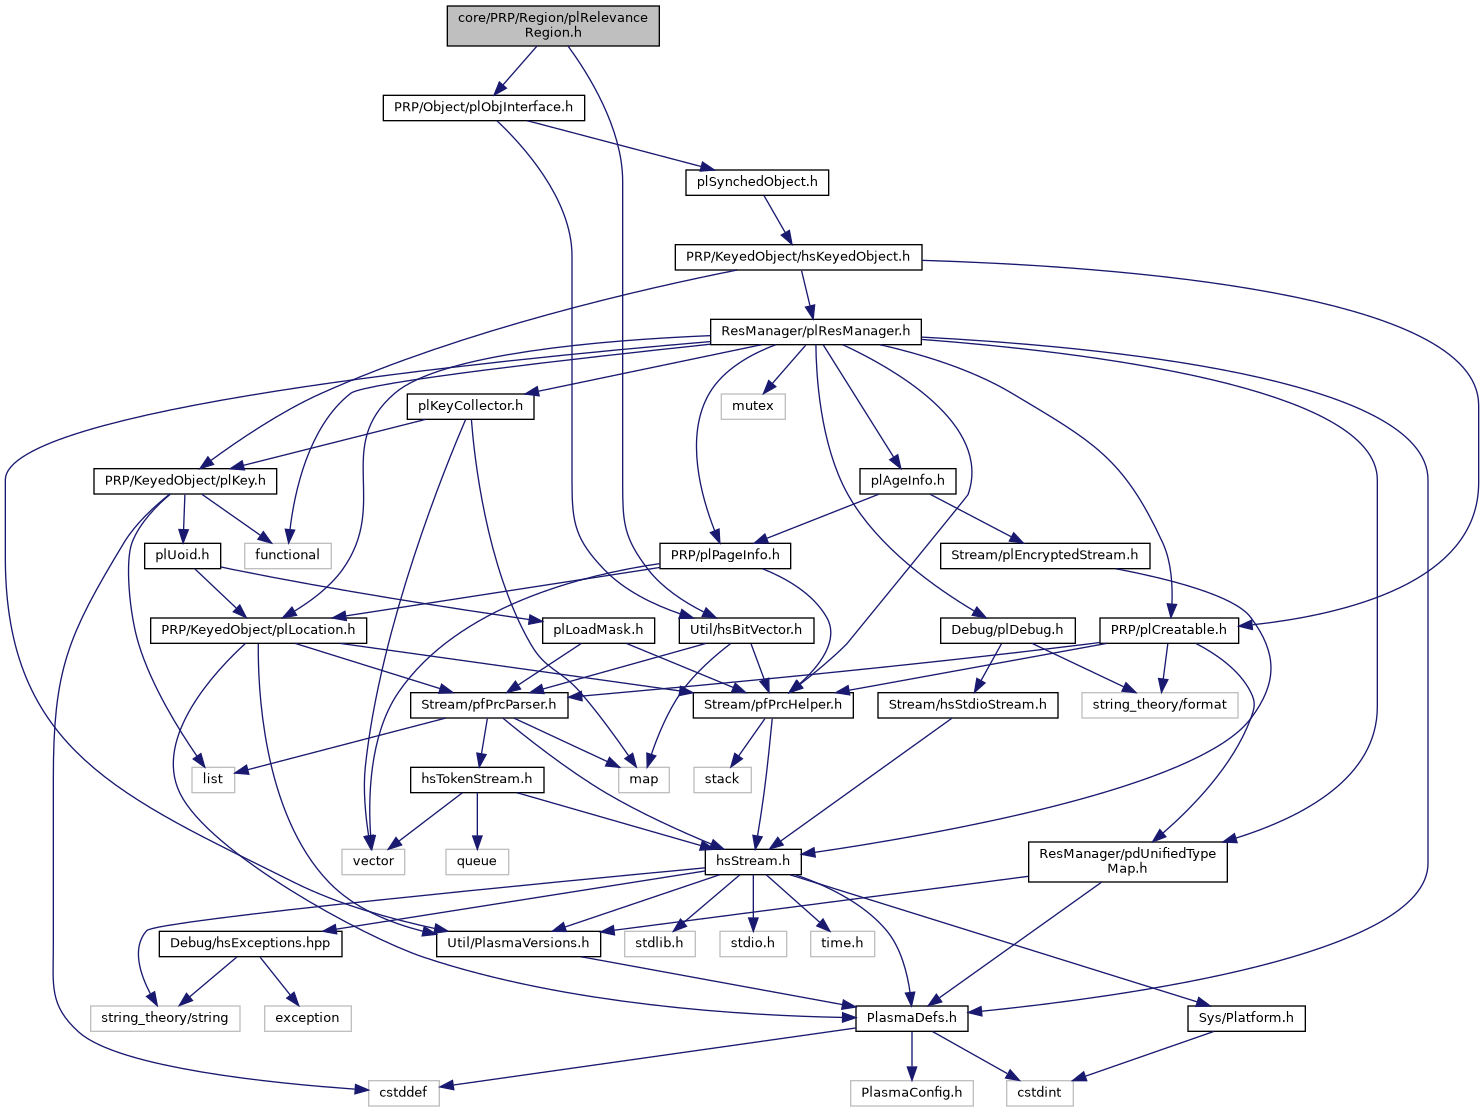 core/PRP/Region/plRelevance
Region.h
PRP/Object/plObjInterface.h
plSynchedObject.h
PRP/KeyedObject/hsKeyedObject.h
ResManager/plResManager.h
plKeyCollector.h
mutex
PRP/KeyedObject/plKey.h
plAgeInfo.h
plUoid.h
functional
PRP/plPageInfo.h
Stream/plEncryptedStream.h
PRP/KeyedObject/plLocation.h
plLoadMask.h
Util/hsBitVector.h
Debug/plDebug.h
PRP/plCreatable.h
Stream/pfPrcParser.h
Stream/pfPrcHelper.h
Stream/hsStdioStream.h
string_theory/format
list
hsTokenStream.h
map
stack
vector
queue
hsStream.h
ResManager/pdUnifiedType
Map.h
Debug/hsExceptions.hpp
Util/PlasmaVersions.h
stdlib.h
stdio.h
time.h
string_theory/string
exception
PlasmaDefs.h
Sys/Platform.h
cstddef
PlasmaConfig.h
cstdint